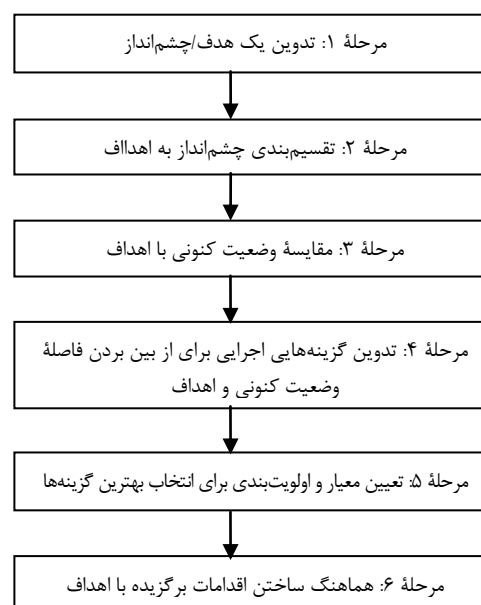 مرحلهٔ ۱: تدوین یک هدف/چشم‌انداز
مرحلهٔ ۲: تقسیم‌بندی چشم‌انداز به اهدااف
مرحلهٔ ۳: مقایسهٔ وضعیت کنونی با اهداف
مرحلهٔ ۴: تدوین گزینه‌هایی اجرایی برای از بین بردن فاصلهٔ
وضعیت کنونی و اهداف
مرحلهٔ ۵: تعیین معیار و اولویت‌بندی برای انتخاب بهترین گزینه‌ها
مرحلهٔ ۶: هماهنگ ساختن اقدامات برگزیده با اهداف